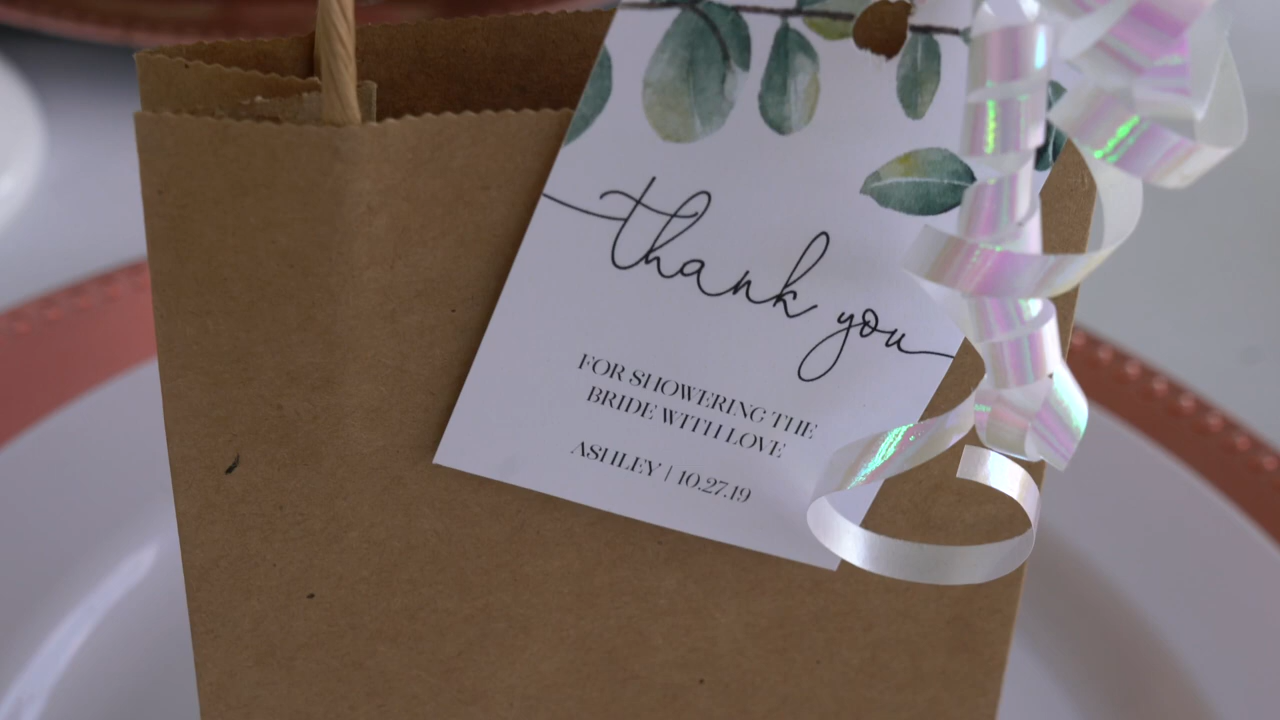 thank you
FOR SHOWERING THE
BRIDE WITH LOVE
ASHLEY | 10.27.19